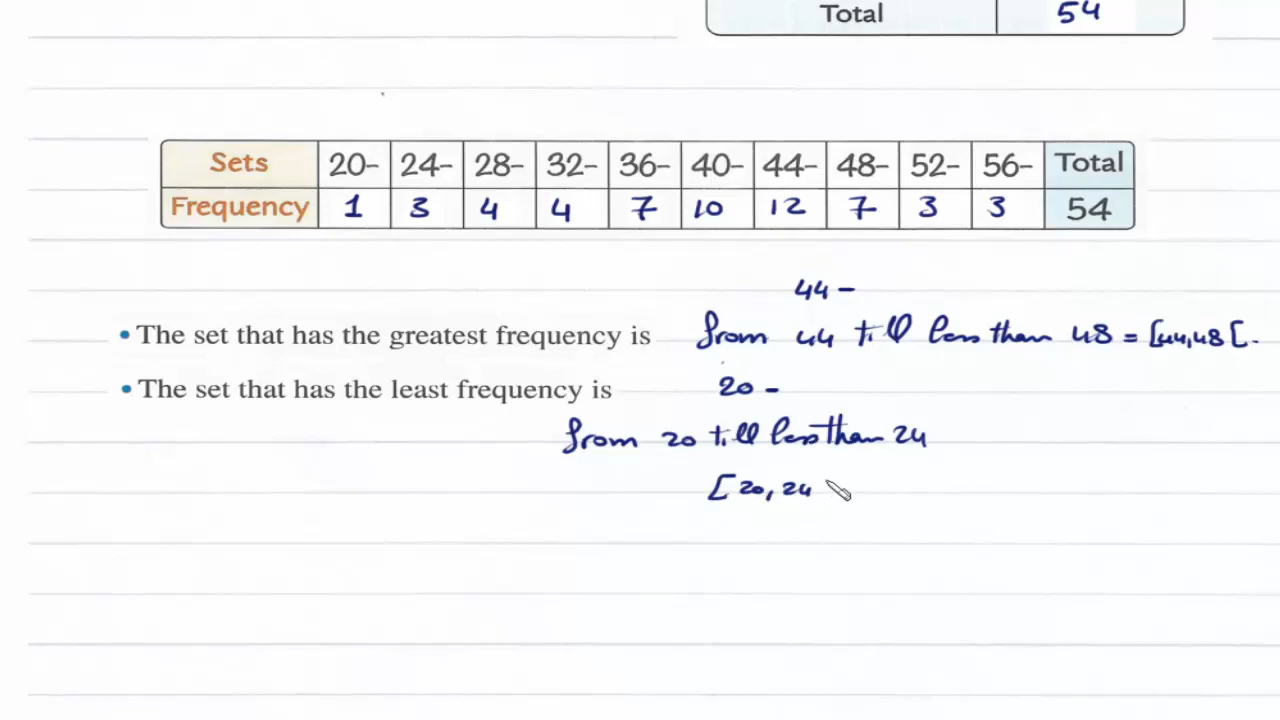 Total 54
Sets 20- 24- 28- 32- 36- 40- 44- 48- 52- 56- Total
Frequency 1 3 4 4 7 10 12 7 3 3 54
44 -
• The set that has the greatest frequency is from 44 till less than 48 = [44,48 [.
• The set that has the least frequency is 20 -
from 20 till less than 24
[ 20, 24